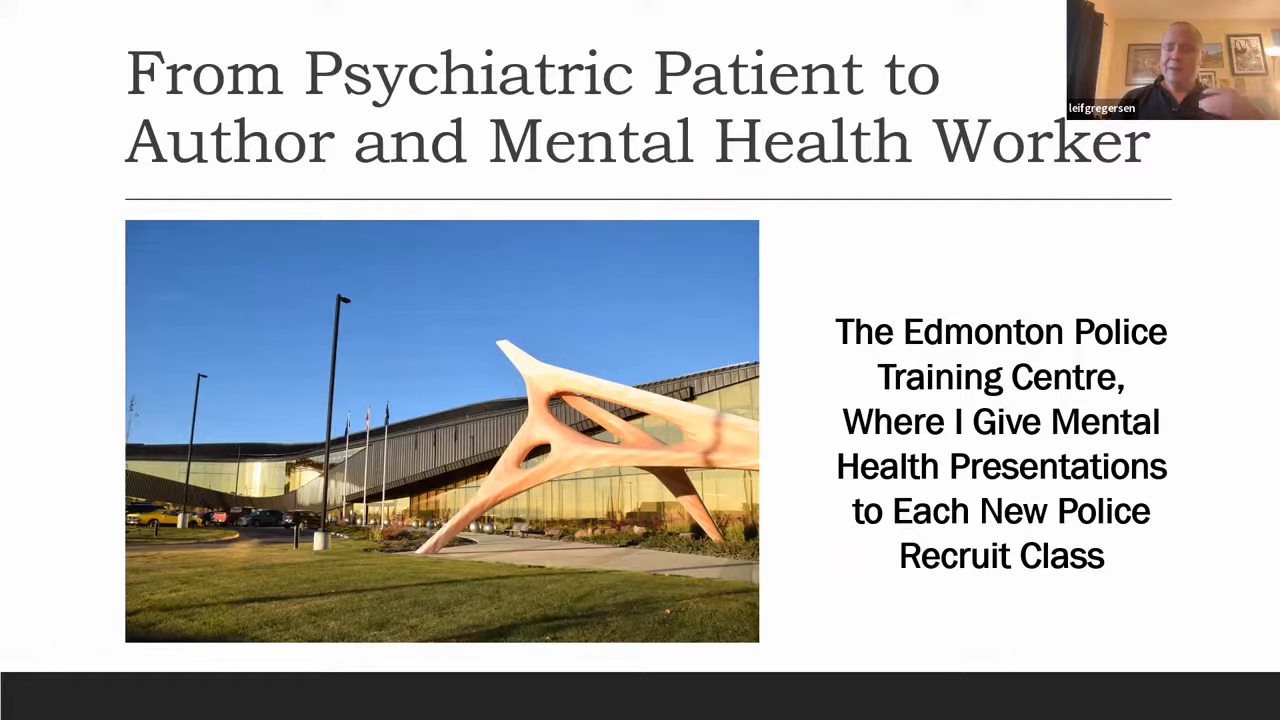 From Psychiatric Patient to
Author and Mental Health Worker
leifgregersen
The Edmonton Police
Training Centre,
Where I Give Mental
Health Presentations
to Each New Police
Recruit Class